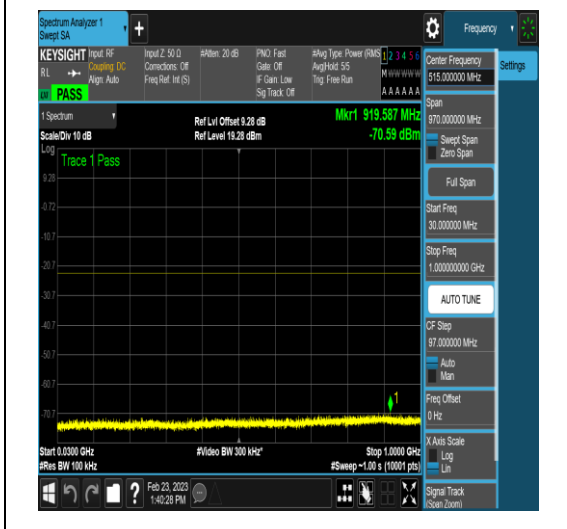 Spectrum Analyzer 1
Swept SA
+
Frequency
KEYSIGHT
RL
PASS
Input: RF
Coupling: DC
Align: Auto
Input Z: 50 Ω
Corrections: Off
Freq Ref: Int (S)
#Atten: 20 dB
PNO: Fast
Gate: Off
IF Gain: Low
Sig Track: Off
#Avg Type: Power (RMS
Avg|Hold: 5/5
Trig: Free Run
1 2 3 4 5 6
M W W W W W
A A A A A A
1 Spectrum
Scale/Div 10 dB
Ref Lvl Offset 9.28 dB
Ref Level 19.28 dBm
Mkr1 919.587 MHz
-70.59 dBm
Log
Trace 1 Pass
9.28
-0.72
-10.7
-20.7
-30.7
-40.7
-50.7
-60.7
-70.7
1
Start 0.0300 GHz
#Res BW 100 kHz
#Video BW 300 kHz*
Stop 1.0000 GHz
#Sweep ~1.00 s (10001 pts)
?
Feb 23, 2023
1:40:28 PM
Center Frequency
515.000000 MHz
Settings
Span
970.000000 MHz
Swept Span
Zero Span
Full Span
Start Freq
30.000000 MHz
Stop Freq
1.000000000 GHz
AUTO TUNE
CF Step
97.000000 MHz
Auto
Man
Freq Offset
0 Hz
X Axis Scale
Log
Lin
Signal Track
(Span Zoom)